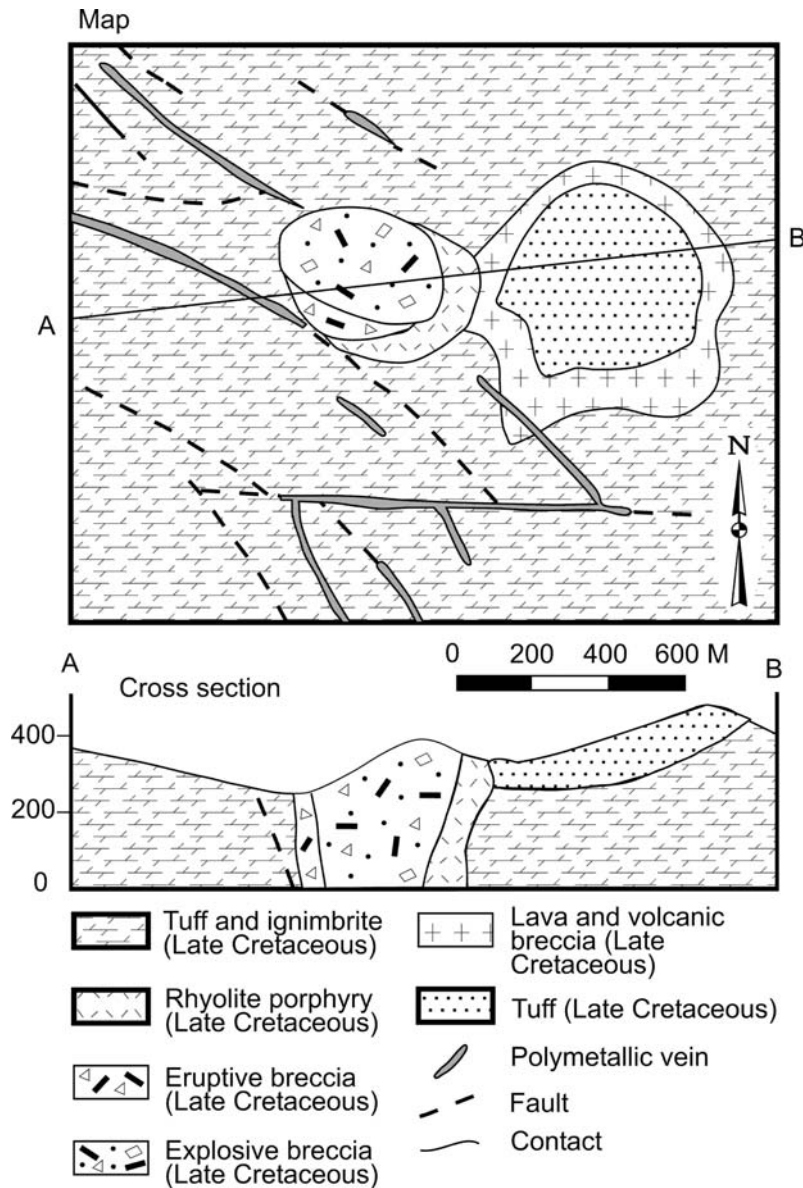 Map
A
B
N
A
0 200 400 600 M
B
Cross section
400
200
0
Tuff and ignimbrite
(Late Cretaceous)
Rhyolite porphyry
(Late Cretaceous)
Eruptive breccia
(Late Cretaceous)
Explosive breccia
(Late Cretaceous)
Lava and volcanic
breccia (Late
Cretaceous)
Tuff (Late Cretaceous)
Polymetallic vein
Fault
Contact